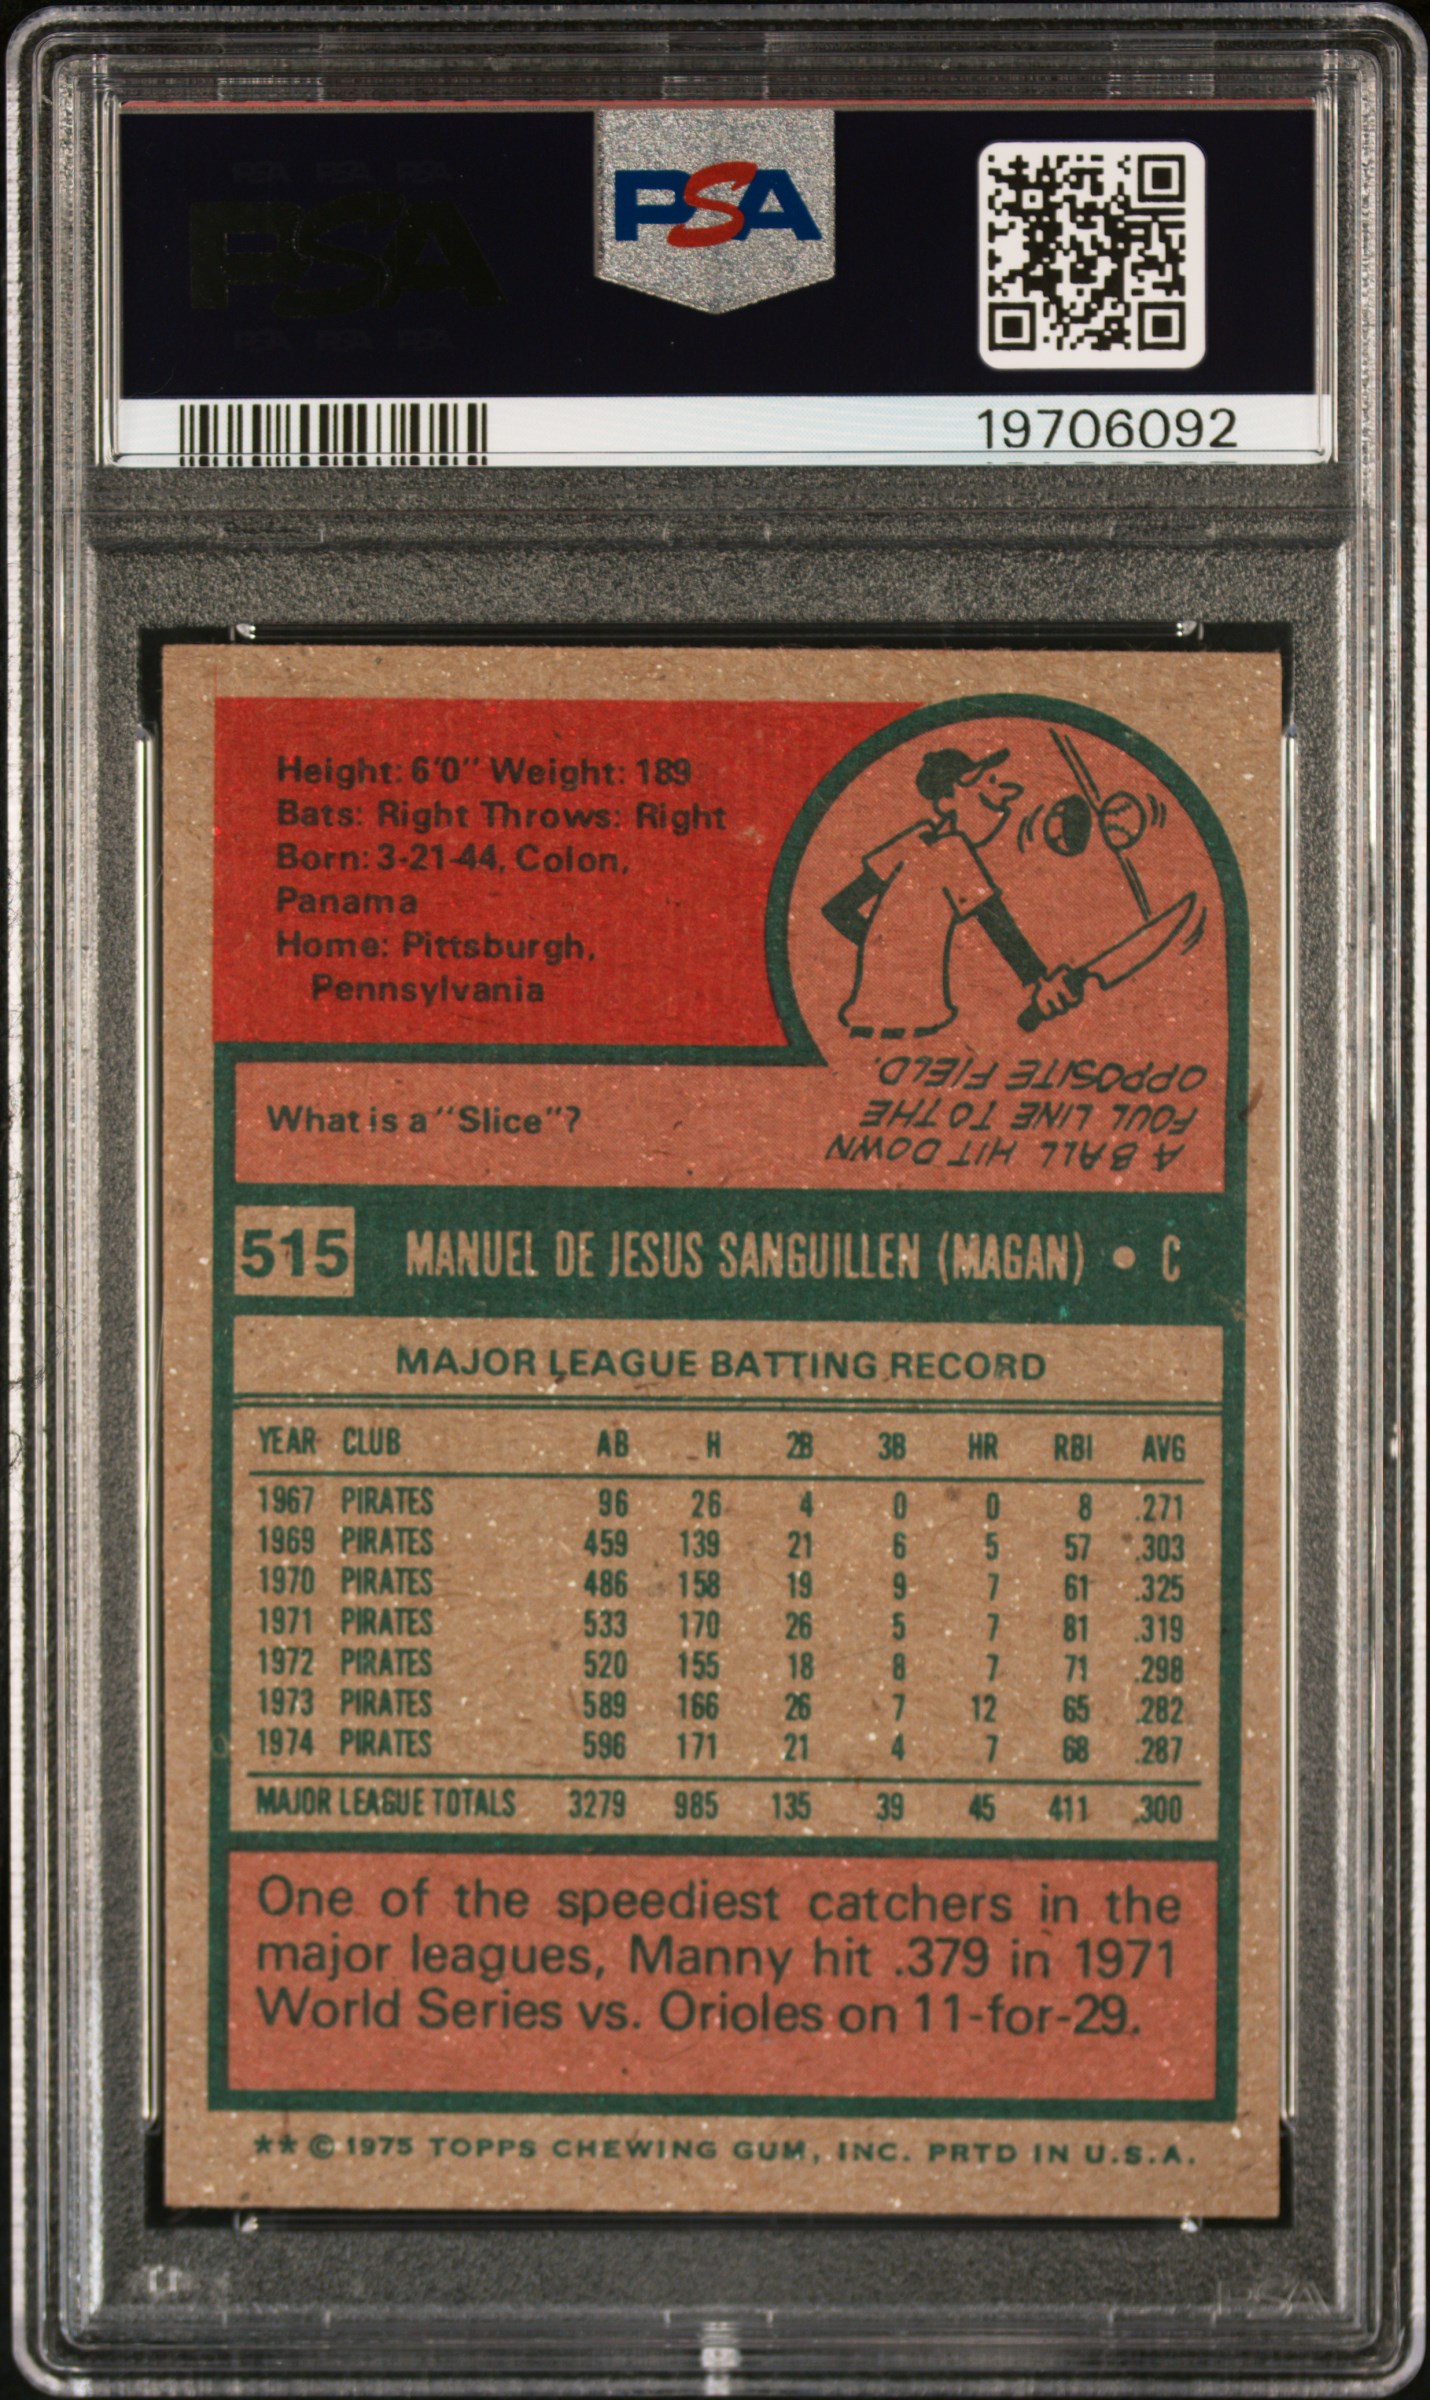 PSA PSA PSA
PSA
PSA PSA PSA
PSA
19706092
Height: 6'0" Weight: 189
Bats: Right Throws: Right
Born: 3-21-44, Colon,
Panama
Home: Pittsburgh,
Pennsylvania
What is a "Slice"?
A BALL HIT DOWN
FOUL LINE TO THE
OPPOSITE FIELD.
515 MANUEL DE JESUS SANGUILLEN (MAGAN) • C
MAJOR LEAGUE BATTING RECORD
YEAR CLUB AB H 2B 3B HR RBI AVG
1967 PIRATES 96 26 4 0 0 8 .271
1969 PIRATES 459 139 21 6 5 57 .303
1970 PIRATES 486 158 19 9 7 61 .325
1971 PIRATES 533 170 26 5 7 81 .319
1972 PIRATES 520 155 18 8 7 71 .298
1973 PIRATES 589 166 26 7 12 65 .282
1974 PIRATES 596 171 21 4 7 68 .287
MAJOR LEAGUE TOTALS 3279 985 135 39 45 411 .300
One of the speediest catchers in the
major leagues, Manny hit .379 in 1971
World Series vs. Orioles on 11-for-29.
** © 1975 TOPPS CHEWING GUM, INC. PRTD IN U.S.A.
PSA